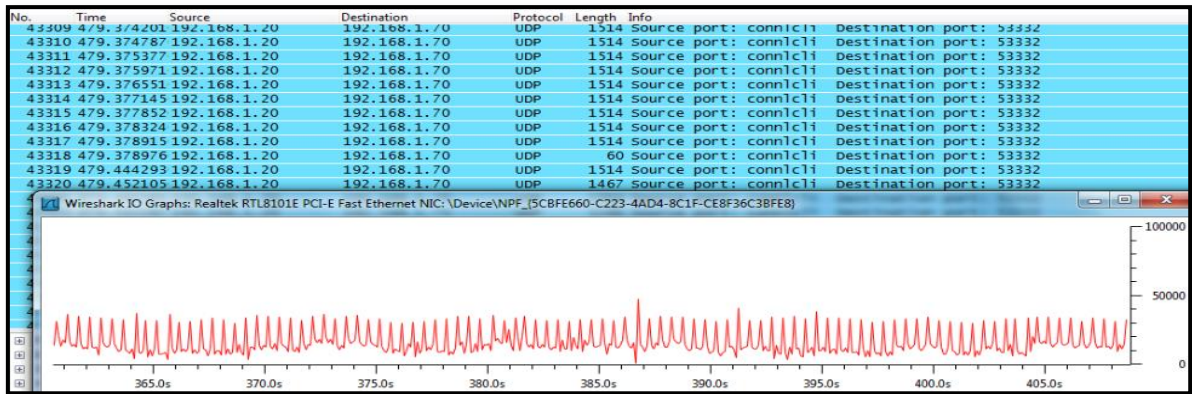 No. Time Source Destination Protocol Length Info
43309 479.374201 192.168.1.20 192.168.1.70 UDP 1514 Source port: connlcli Destination port: 53332
43310 479.374787 192.168.1.20 192.168.1.70 UDP 1514 Source port: connlcli Destination port: 53332
43311 479.375377 192.168.1.20 192.168.1.70 UDP 1514 Source port: connlcli Destination port: 53332
43312 479.375971 192.168.1.20 192.168.1.70 UDP 1514 Source port: connlcli Destination port: 53332
43313 479.376551 192.168.1.20 192.168.1.70 UDP 1514 Source port: connlcli Destination port: 53332
43314 479.377145 192.168.1.20 192.168.1.70 UDP 1514 Source port: connlcli Destination port: 53332
43315 479.377852 192.168.1.20 192.168.1.70 UDP 1514 Source port: connlcli Destination port: 53332
43316 479.378324 192.168.1.20 192.168.1.70 UDP 1514 Source port: connlcli Destination port: 53332
43317 479.378915 192.168.1.20 192.168.1.70 UDP 1514 Source port: connlcli Destination port: 53332
43318 479.378976 192.168.1.20 192.168.1.70 UDP 60 Source port: connlcli Destination port: 53332
43319 479.444293 192.168.1.20 192.168.1.70 UDP 1514 Source port: connlcli Destination port: 53332
43320 479.452105 192.168.1.20 192.168.1.70 UDP 1467 Source port: connlcli Destination port: 53332
Wireshark IO Graphs: Realtek RTL8101E PCI-E Fast Ethernet NIC: \Device\NPF_{5CBFE660-C223-4AD4-8C1F-CE8F36C3BFE8}
100000
50000
0
365.0s 370.0s 375.0s 380.0s 385.0s 390.0s 395.0s 400.0s 405.0s